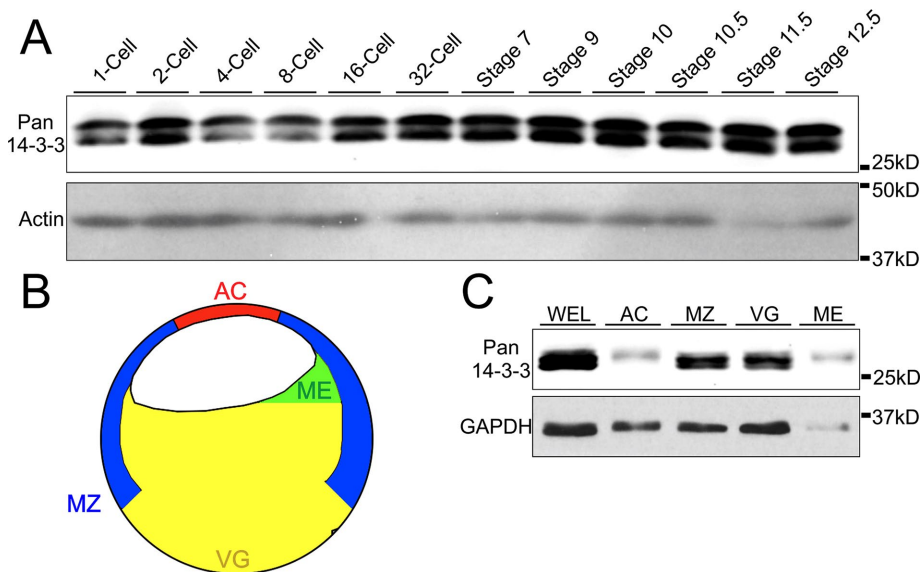 A
1-Cell 2-Cell 4-Cell 8-Cell 16-Cell 32-Cell Stage 7 Stage 9 Stage 10 Stage 10.5 Stage 11.5 Stage 12.5
Pan
14-3-3
25kD
50kD
Actin
37kD
B
AC
ME
MZ
VG
C
WEL AC MZ VG ME
Pan
14-3-3
25kD
37kD
GAPDH